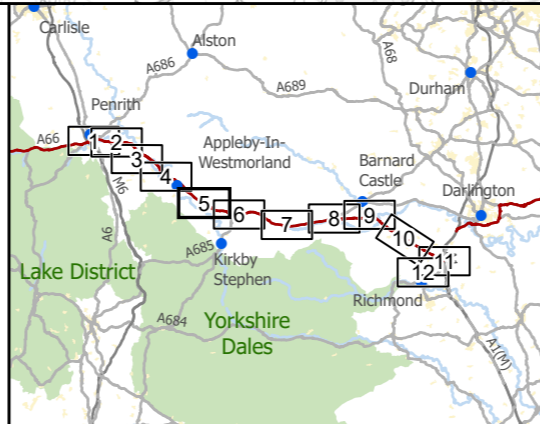 Carlisle
Alston
A68
A686
A689
Durham
Penrith
A66
1
2
3
4
5
6
7
8
9
10
11
12
Appleby-In-
Westmorland
Barnard
Castle
Darlington
M6
A6
A685
Kirkby
Stephen
Lake District
Richmond
A684
Yorkshire
Dales
A1(M)